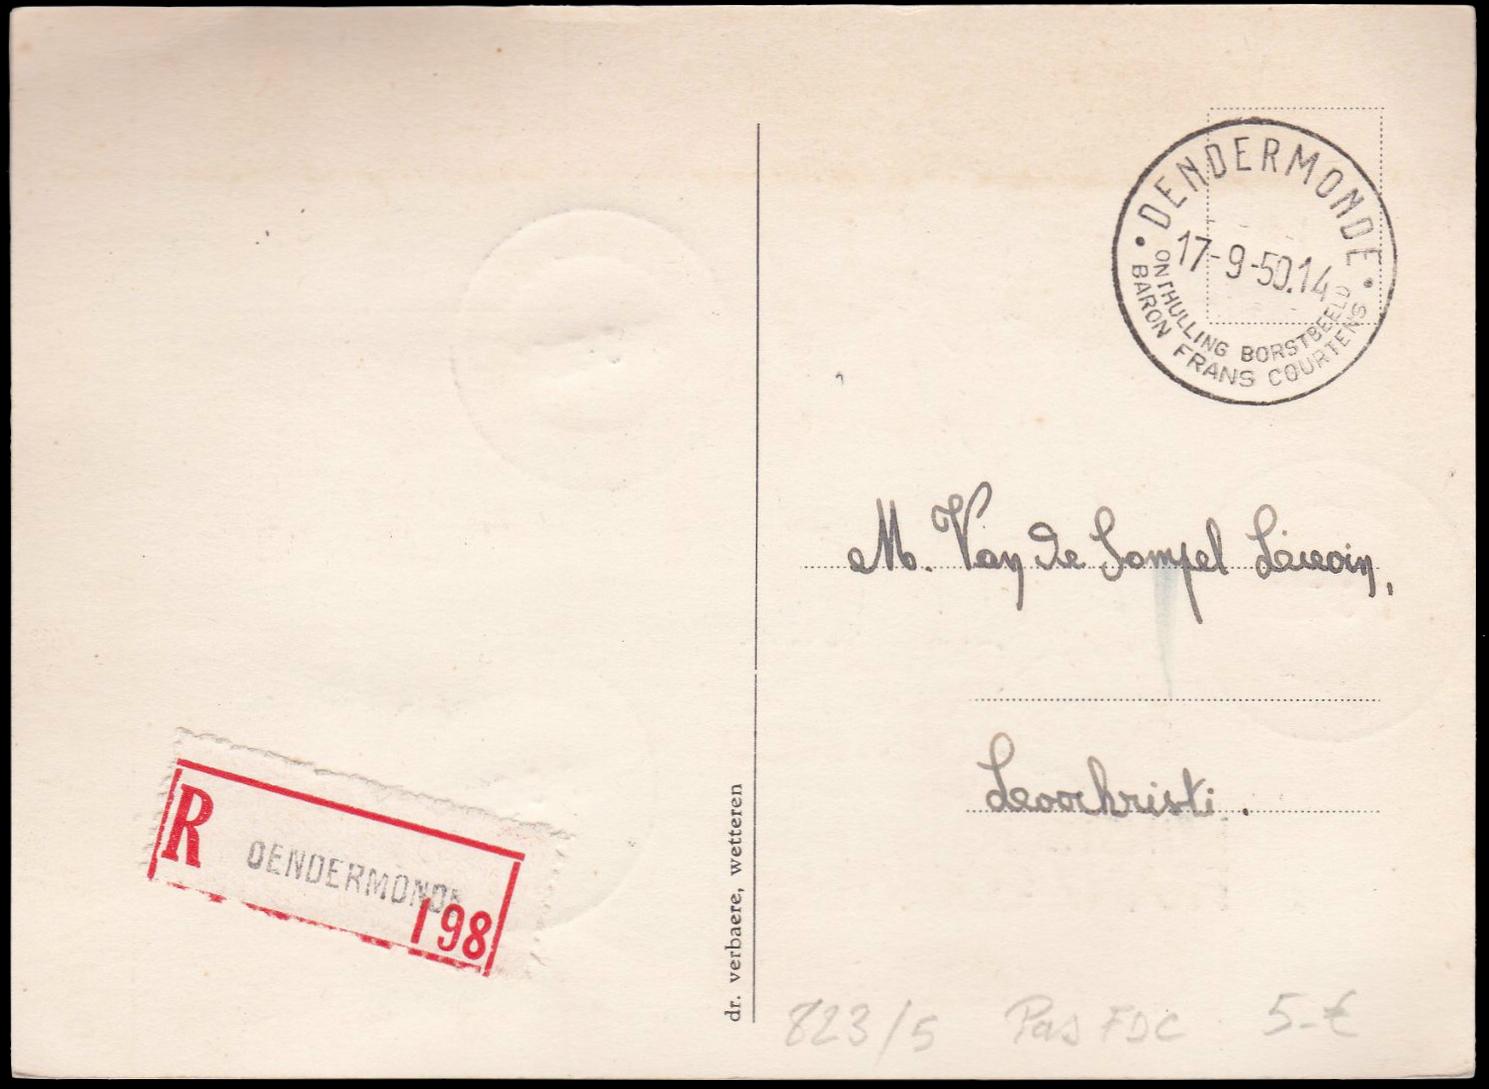 DENDERMONDE
17-9-50.14
ONTHULLING BORSTBEELD
BARON FRANS COURTENS
M. Van de Sompel Lievoin,
Loochristi.
R
DENDERMONDE
198
dr. verbaere, wetteren
823/5 Pas FDC 5-€